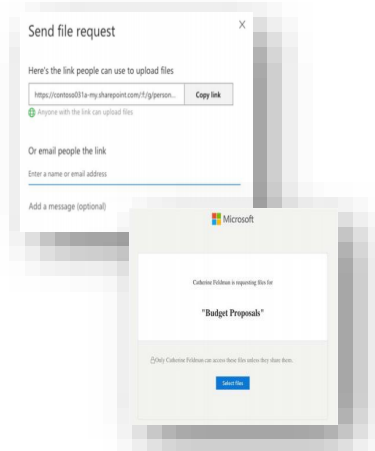 Send file request
X
Here's the link people can use to upload files
https://contoso031a-my.sharepoint.com/:f:/g/person...
Copy link
Anyone with the link can upload files
Or email people the link
Enter a name or email address
Add a message (optional)
Microsoft
Catherine Feldman is requesting files for
"Budget Proposals"
Only Catherine Feldman can access these files unless they share them.
Select files